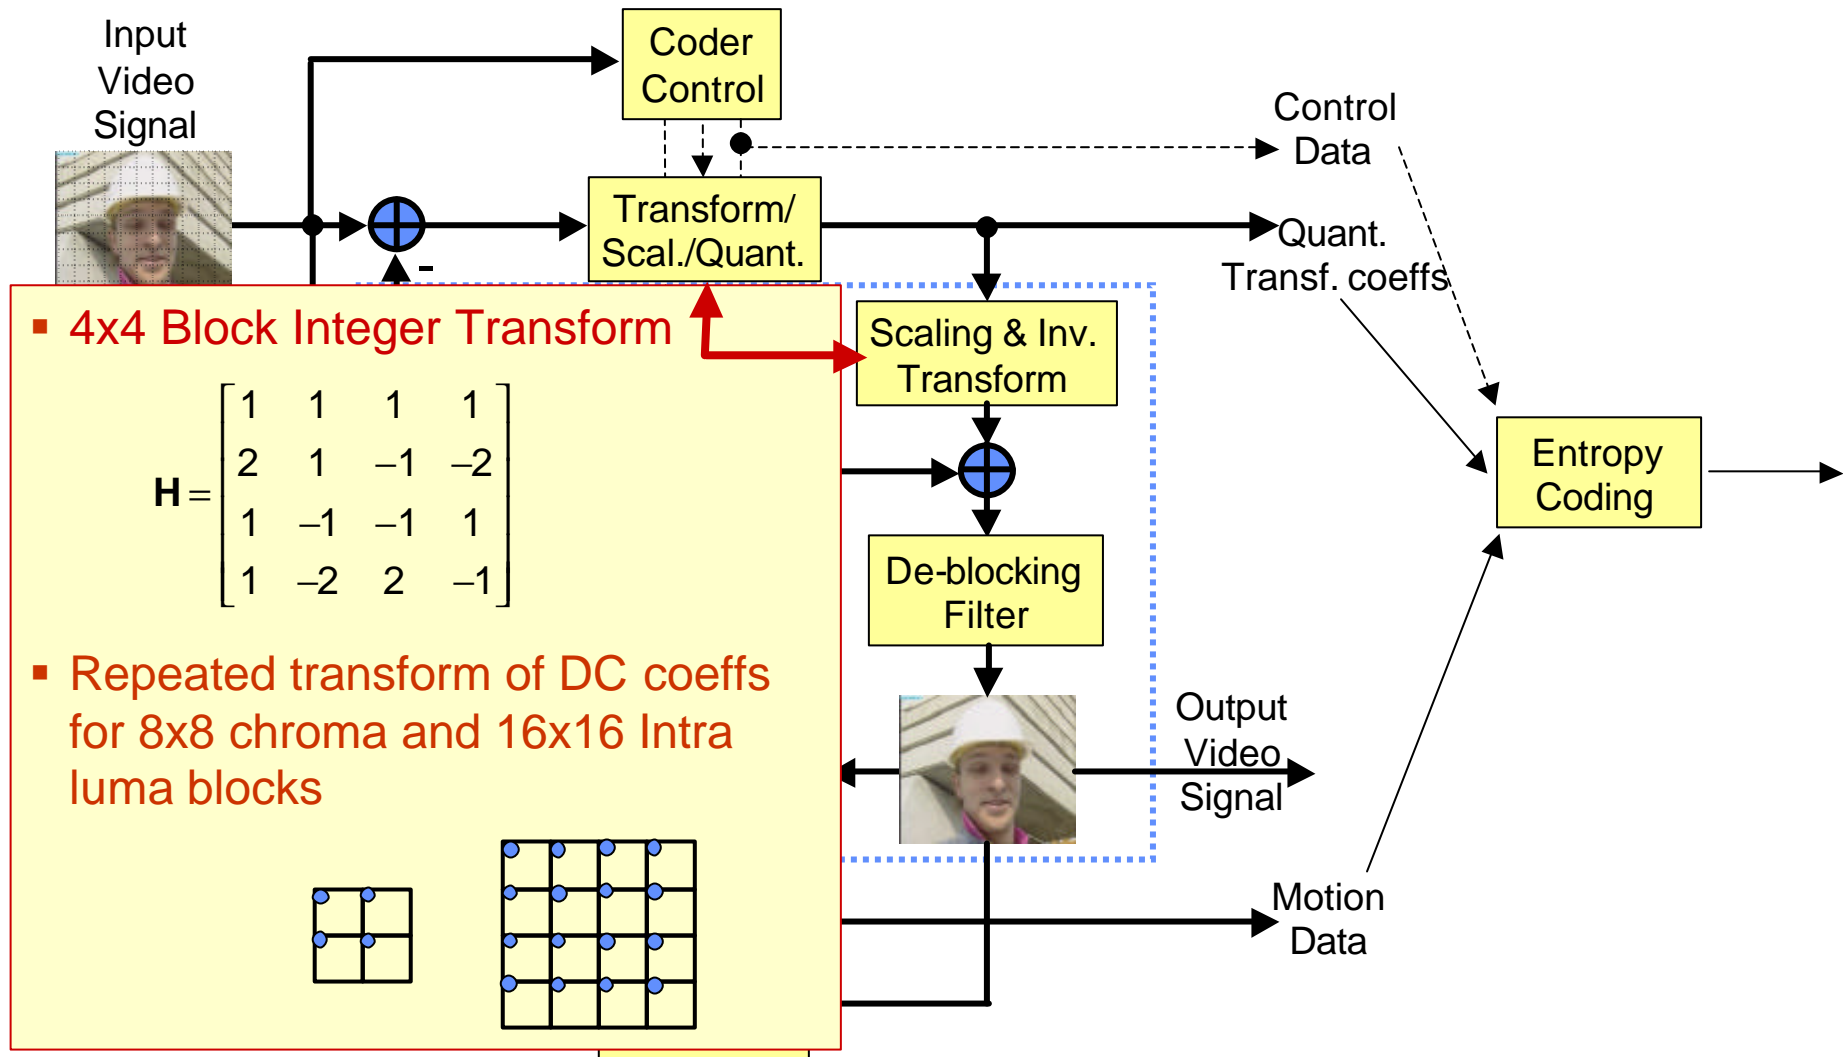 Input
Video
Signal
Coder
Control
Control
Data
Transform/
Scal./Quant.
-
Quant.
Transf. coeffs
▪ 4x4 Block Integer Transform
H = [1 1 1 1
2 1 –1 –2
1 –1 –1 1
1 –2 2 –1]
▪ Repeated transform of DC coeffs
for 8x8 chroma and 16x16 Intra
luma blocks
Scaling & Inv.
Transform
Entropy
Coding
De-blocking
Filter
Output
Video
Signal
Motion
Data